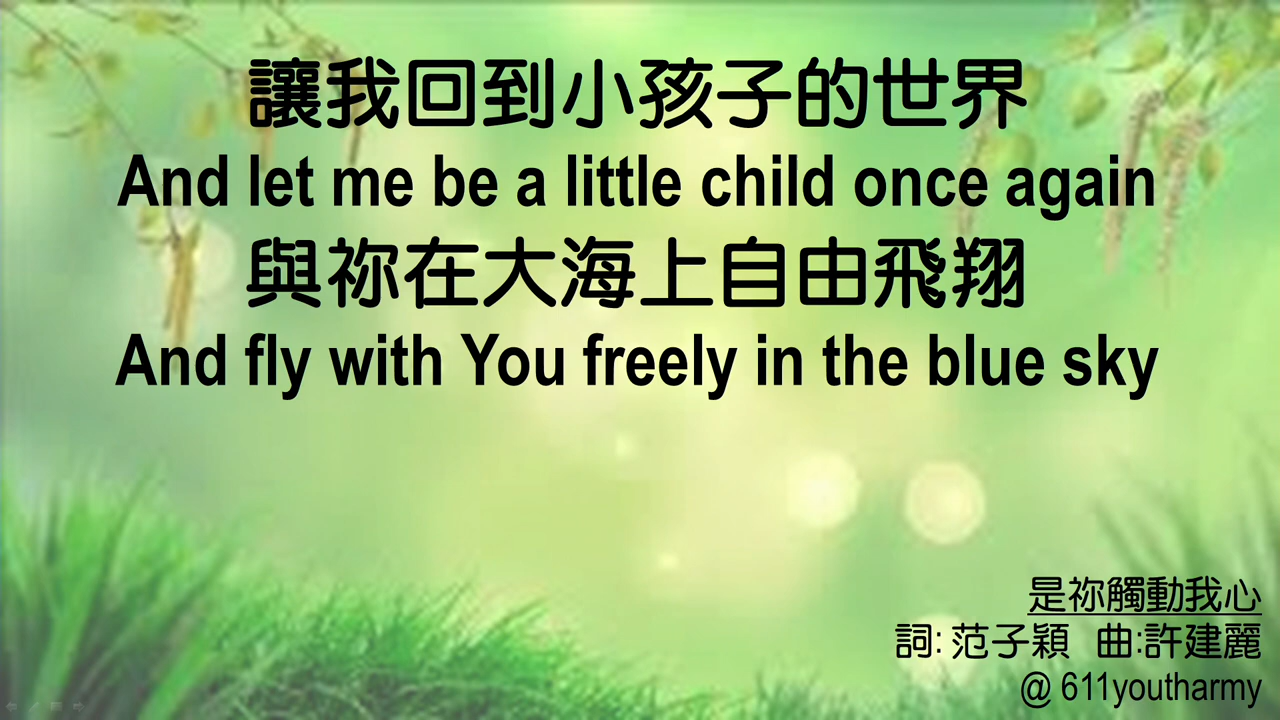 讓我回到小孩子的世界
And let me be a little child once again
與祢在大海上自由飛翔
And fly with You freely in the blue sky
是祢觸動我心
詞: 范子穎 曲:許建麗
@ 611youtharmy